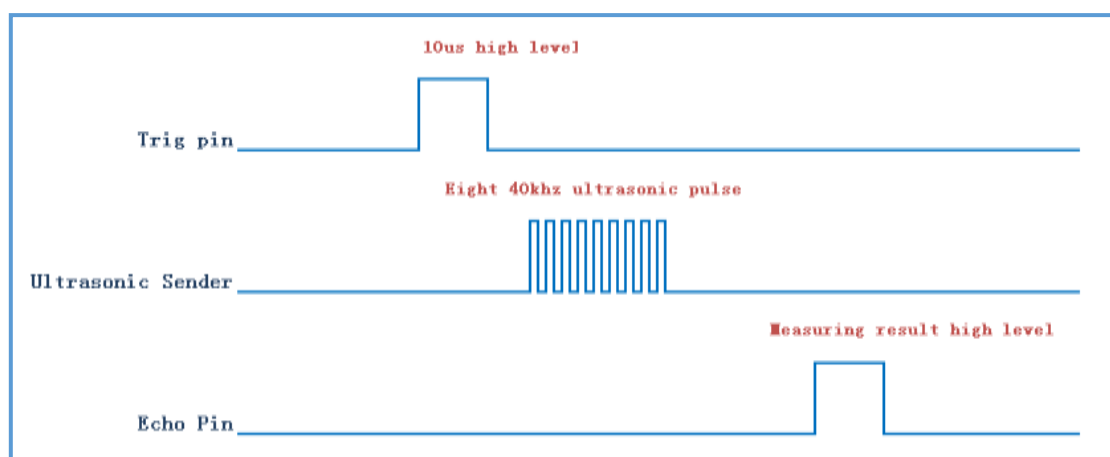 10us high level
Trig pin
Eight 40khz ultrasonic pulse
Ultrasonic Sender
Measuring result high level
Echo Pin